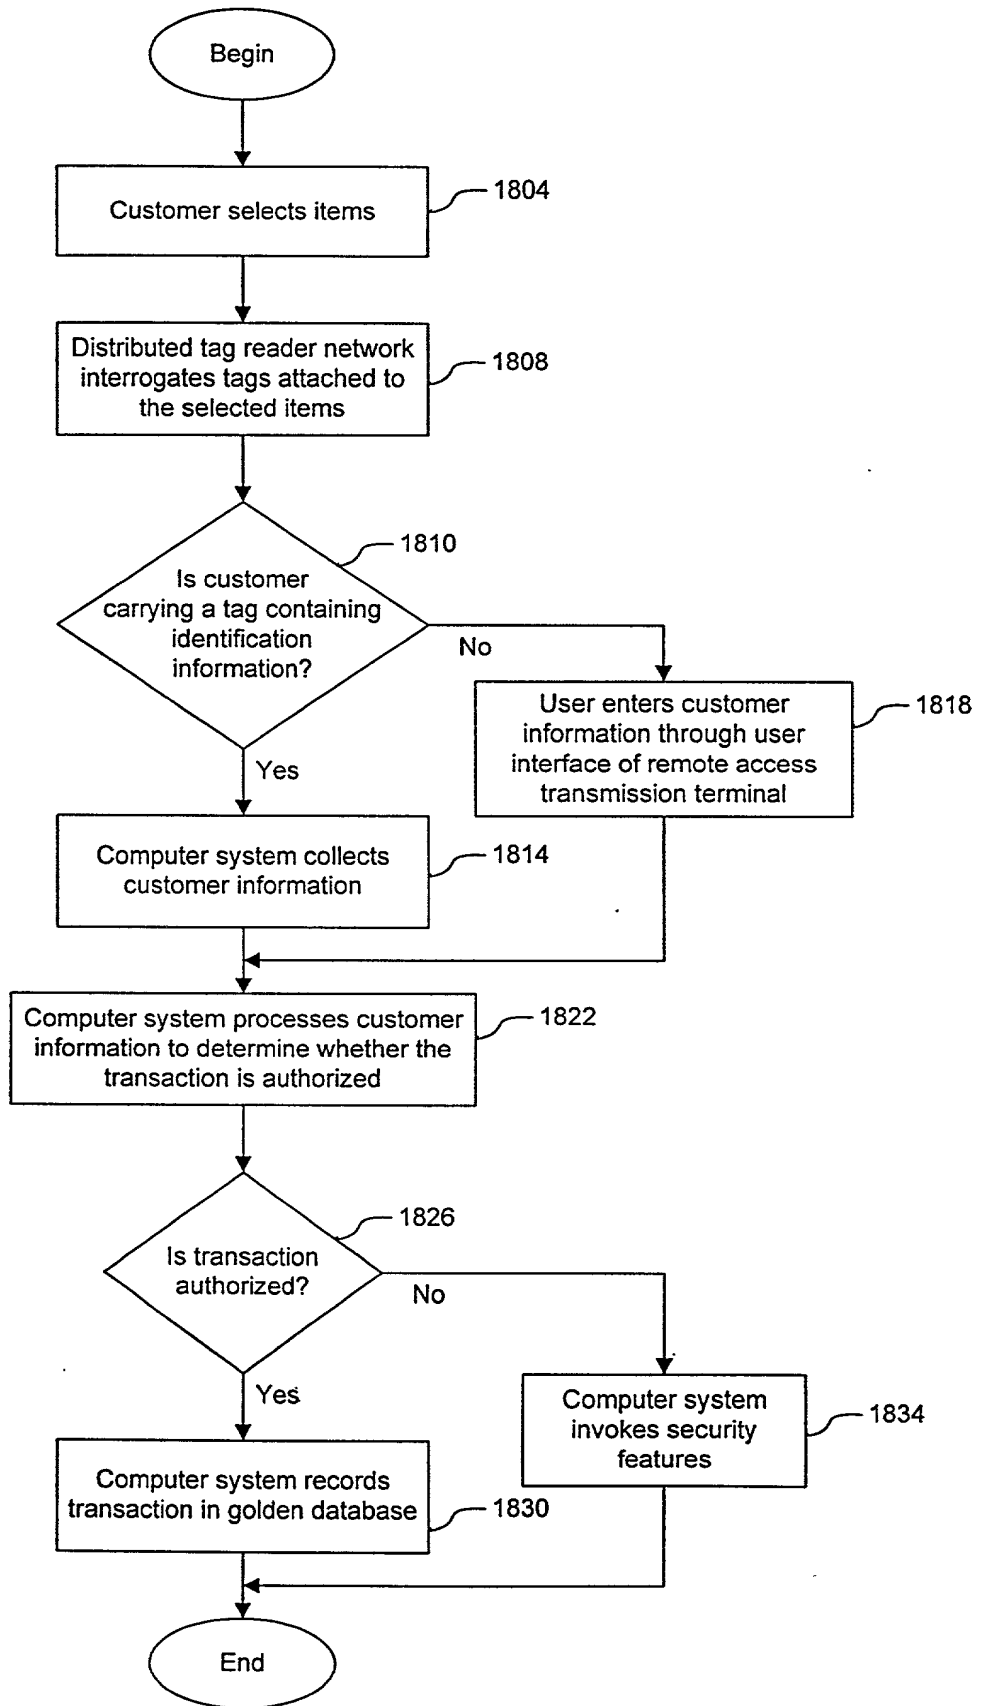 Begin
Customer selects items
1804
Distributed tag reader network
interrogates tags attached to
the selected items
1808
1810
Is customer
carrying a tag containing
identification
information?
No
Yes
User enters customer
information through user
interface of remote access
transmission terminal
1818
Computer system collects
customer information
1814
Computer system processes customer
information to determine whether the
transaction is authorized
1822
1826
Is transaction
authorized?
No
Yes
Computer system
invokes security
features
1834
Computer system records
transaction in golden database
1830
End